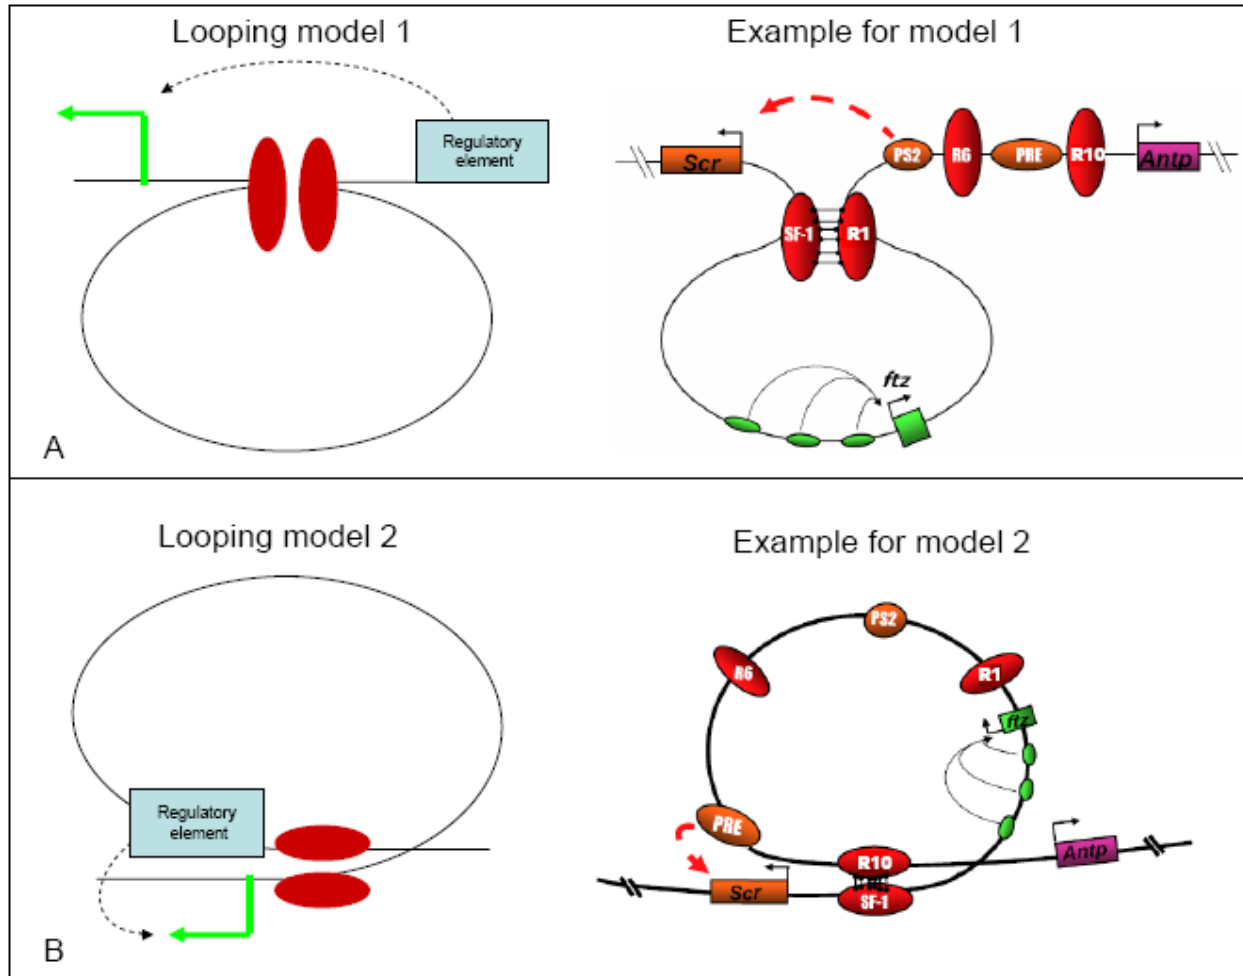 Looping model 1
Example for model 1
Regulatory
element
PS2
R6
PRE
R10
Scr
Antp
SF-1
R1
ftz
A
Looping model 2
Example for model 2
PS2
R6
R1
ftz
Regulatory
element
PRE
R10
Antp
Scr
SF-1
B